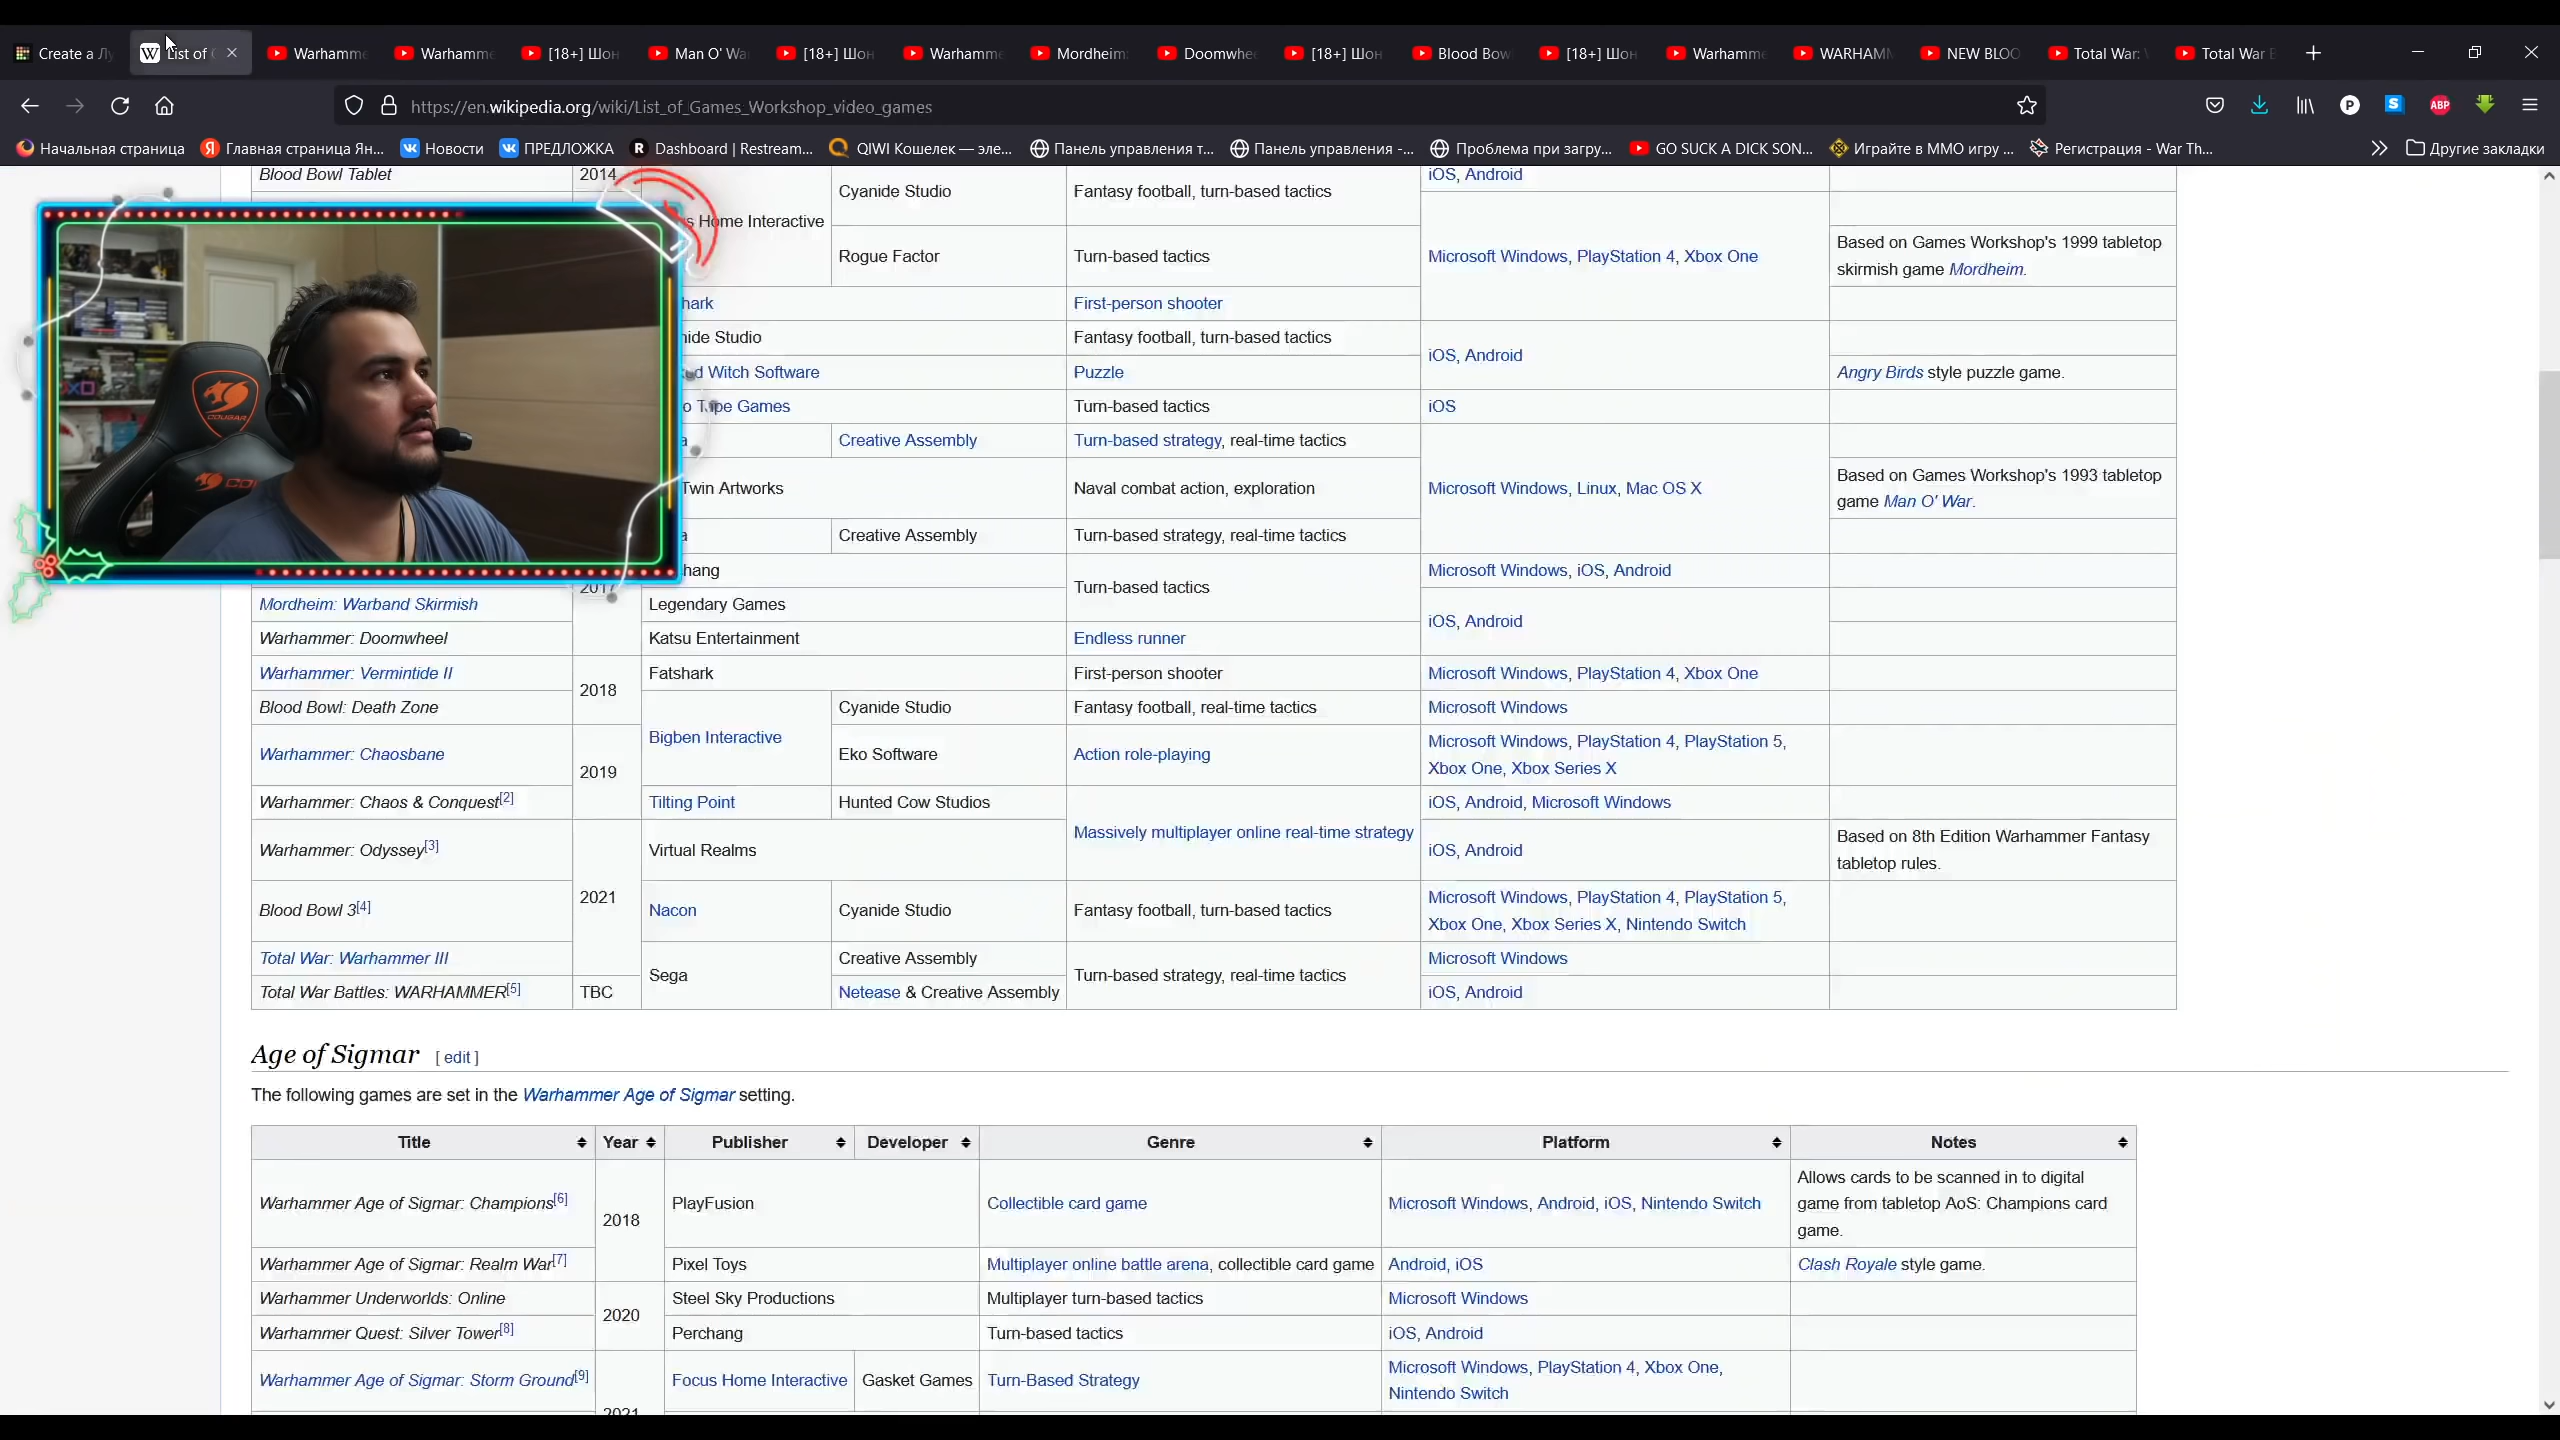 Create a Лу
List of
Warhamme
Warhamme
[18+] Шон
Man O' Wa
[18+] Шон
Warhamme
Mordheim:
Doomwhe
[18+] Шон
Blood Bow
[18+] Шон
Warhamme
WARHAMM
NEW BLOO
Total War:
Total War B
https://en.wikipedia.org/wiki/List_of_Games_Workshop_video_games
Начальная страница
Главная страница Ян...
Новости
ПРЕДЛОЖКА
Dashboard | Restream...
QIWI Кошелек — эле...
Панель управления т...
Панель управления -...
Проблема при загру...
GO SUCK A DICK SON...
Играйте в ММО игру ...
Регистрация - War Th...
Другие закладки
Blood Bowl Tablet 2014 Cyanide Studio Fantasy football, turn-based tactics iOS, Android
s Home Interactive
Rogue Factor Turn-based tactics Microsoft Windows, PlayStation 4, Xbox One
Based on Games Workshop's 1999 tabletop
skirmish game Mordheim.
hark First-person shooter
nide Studio Fantasy football, turn-based tactics iOS, Android
d Witch Software Puzzle Angry Birds style puzzle game.
o Tripe Games Turn-based tactics iOS
a Creative Assembly Turn-based strategy, real-time tactics
Twin Artworks Naval combat action, exploration Microsoft Windows, Linux, Mac OS X
Based on Games Workshop's 1993 tabletop
game Man O' War.
a Creative Assembly Turn-based strategy, real-time tactics
hang Turn-based tactics Microsoft Windows, iOS, Android
2017
Mordheim: Warband Skirmish Legendary Games iOS, Android
Warhammer: Doomwheel Katsu Entertainment Endless runner
Warhammer: Vermintide II 2018 Fatshark First-person shooter Microsoft Windows, PlayStation 4, Xbox One
Blood Bowl: Death Zone Bigben Interactive Cyanide Studio Fantasy football, real-time tactics Microsoft Windows
Warhammer: Chaosbane 2019 Eko Software Action role-playing Microsoft Windows, PlayStation 4, PlayStation 5,
Xbox One, Xbox Series X
Warhammer: Chaos & Conquest[2] Tilting Point Hunted Cow Studios Massively multiplayer online real-time strategy iOS, Android, Microsoft Windows
Warhammer: Odyssey[3] 2021 Virtual Realms iOS, Android
Based on 8th Edition Warhammer Fantasy
tabletop rules.
Blood Bowl 3[4] Nacon Cyanide Studio Fantasy football, turn-based tactics Microsoft Windows, PlayStation 4, PlayStation 5,
Xbox One, Xbox Series X, Nintendo Switch
Total War: Warhammer III Sega Creative Assembly Turn-based strategy, real-time tactics Microsoft Windows
Total War Battles: WARHAMMER[5] TBC Netease & Creative Assembly iOS, Android
Age of Sigmar [ edit ]
The following games are set in the Warhammer Age of Sigmar setting.
Title Year Publisher Developer Genre Platform Notes
Warhammer Age of Sigmar: Champions[6] 2018 PlayFusion Collectible card game Microsoft Windows, Android, iOS, Nintendo Switch
Allows cards to be scanned in to digital
game from tabletop AoS: Champions card
game.
Warhammer Age of Sigmar: Realm War[7] Pixel Toys Multiplayer online battle arena, collectible card game Android, iOS Clash Royale style game.
Warhammer Underworlds: Online 2020 Steel Sky Productions Multiplayer turn-based tactics Microsoft Windows
Warhammer Quest: Silver Tower[8] Perchang Turn-based tactics iOS, Android
Warhammer Age of Sigmar: Storm Ground[9] 2021 Focus Home Interactive Gasket Games Turn-Based Strategy Microsoft Windows, PlayStation 4, Xbox One,
Nintendo Switch
COUGAR